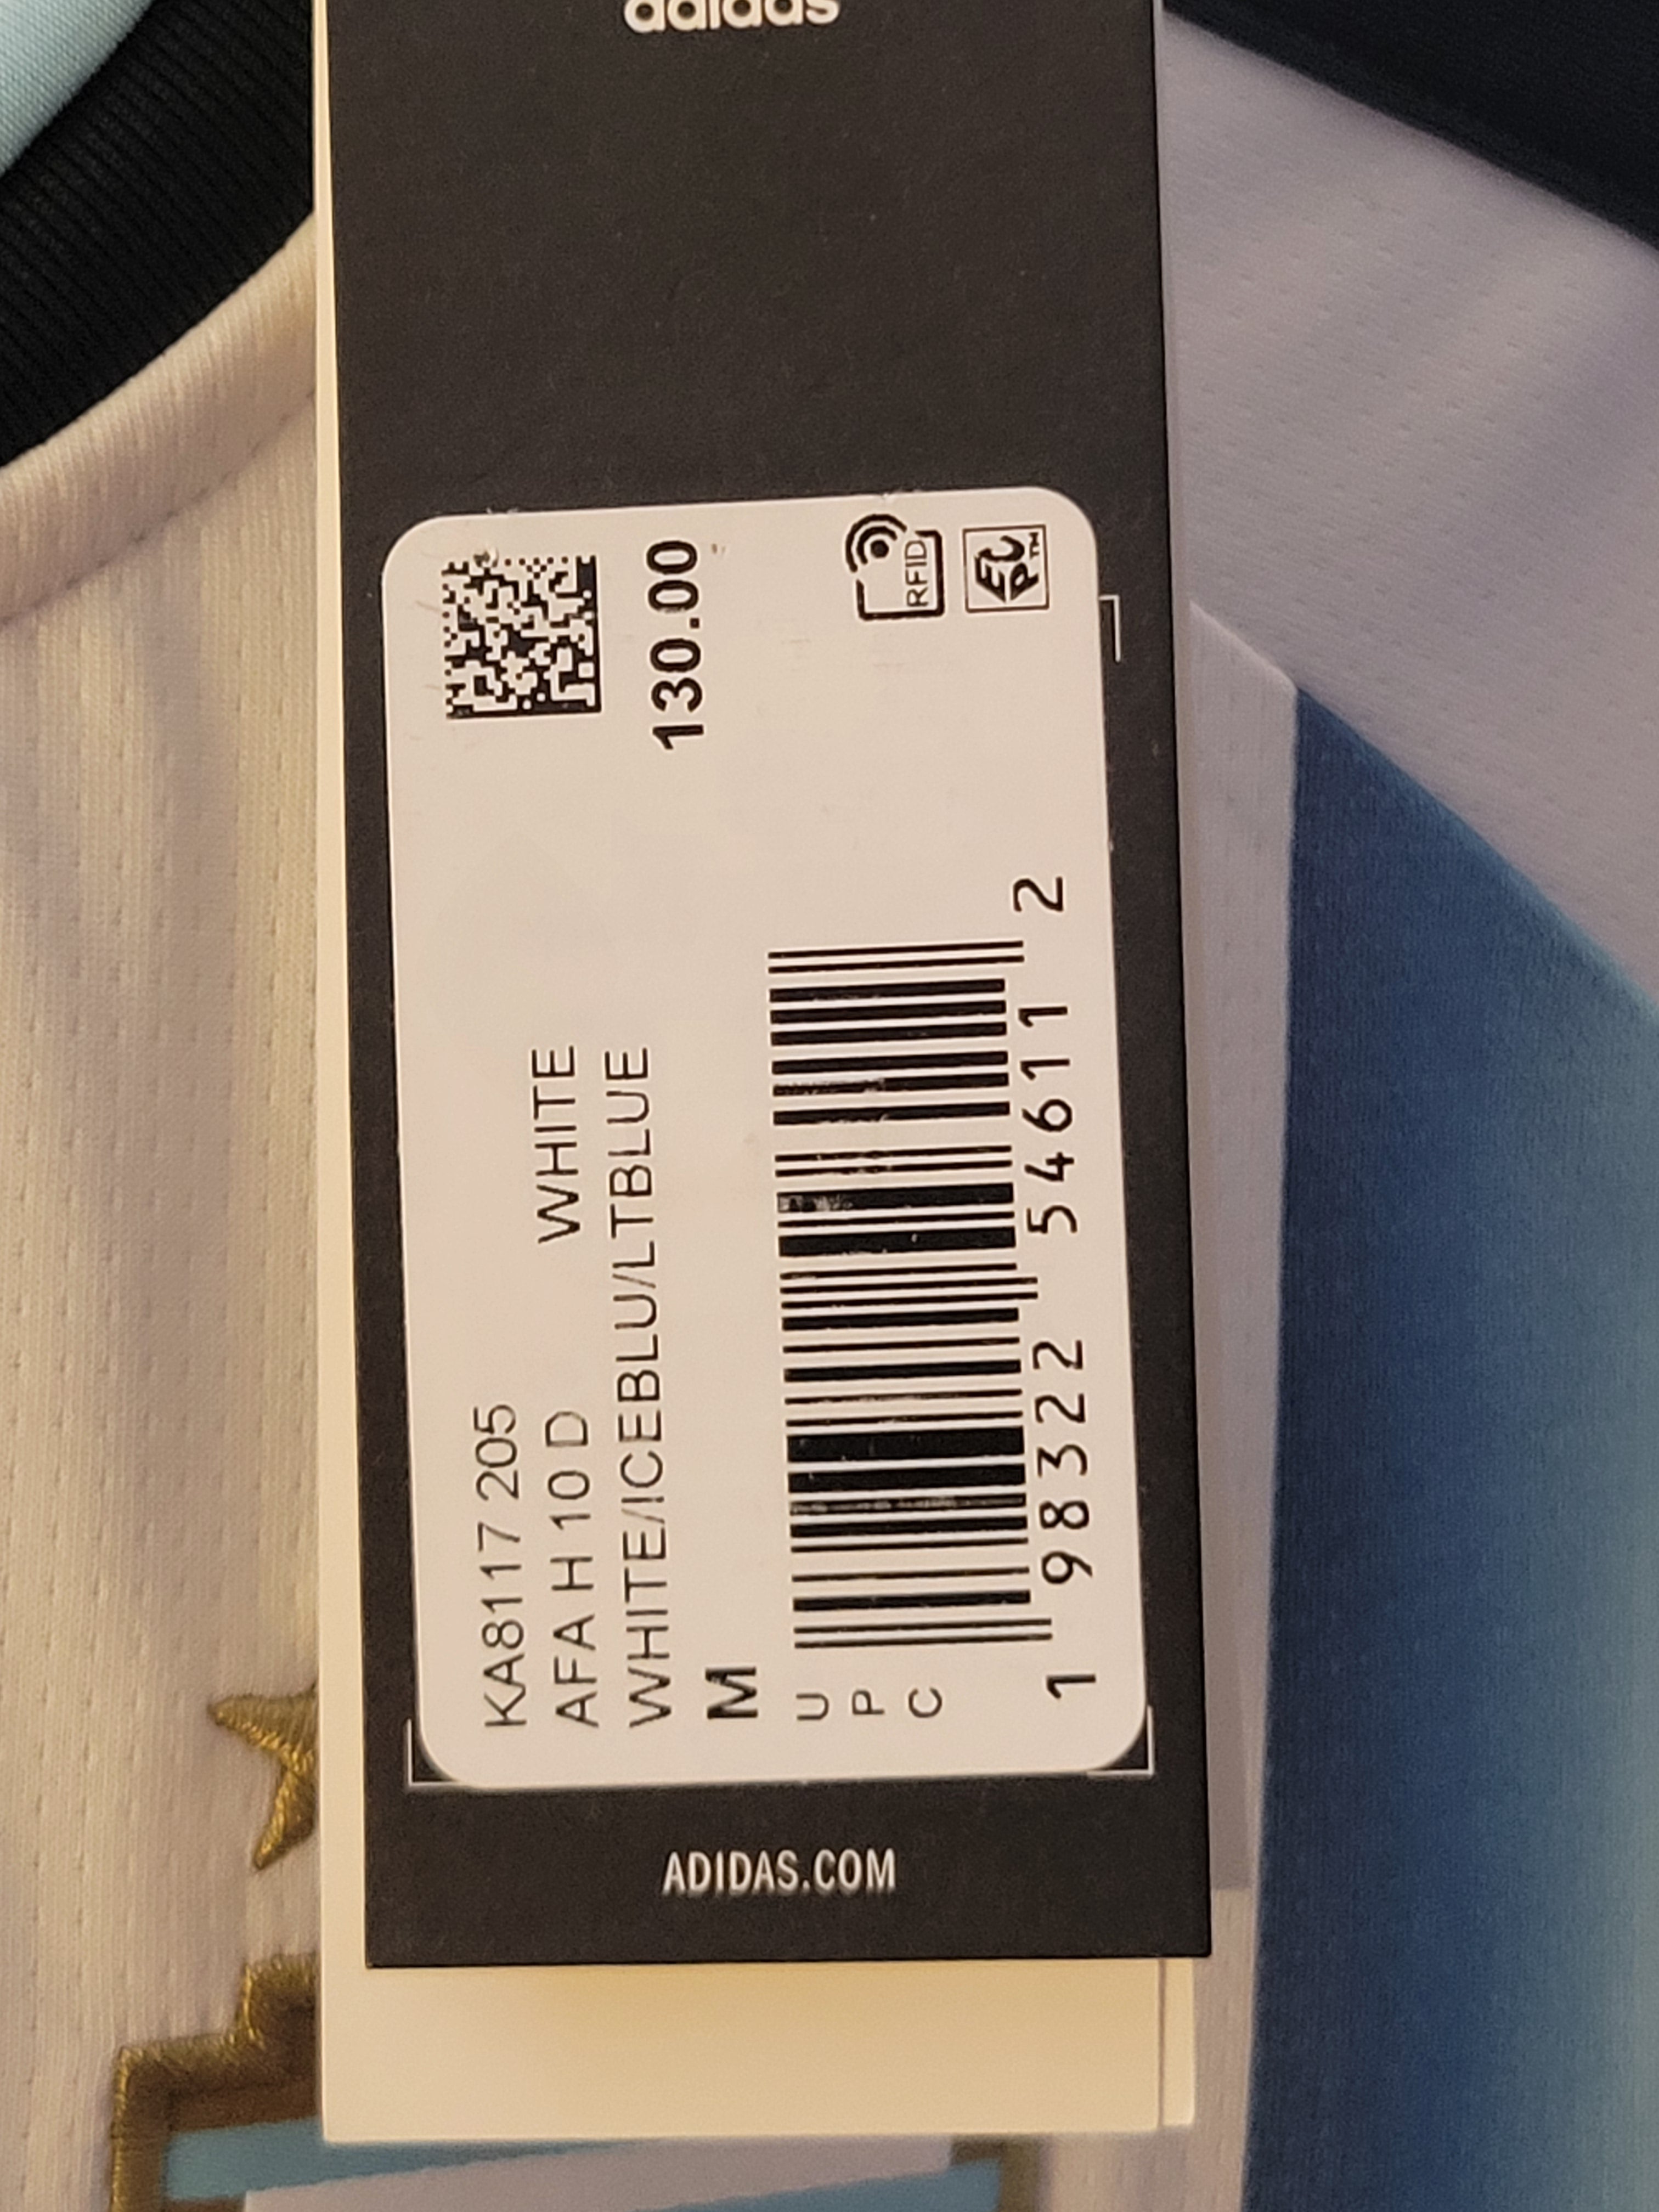 adidas
KA8117 205
AFA H 10 D WHITE
WHITE/ICEBLU/LTBLUE
M
130.00
UPC
1 98322 54611 2
RFID
EPC™
ADIDAS.COM